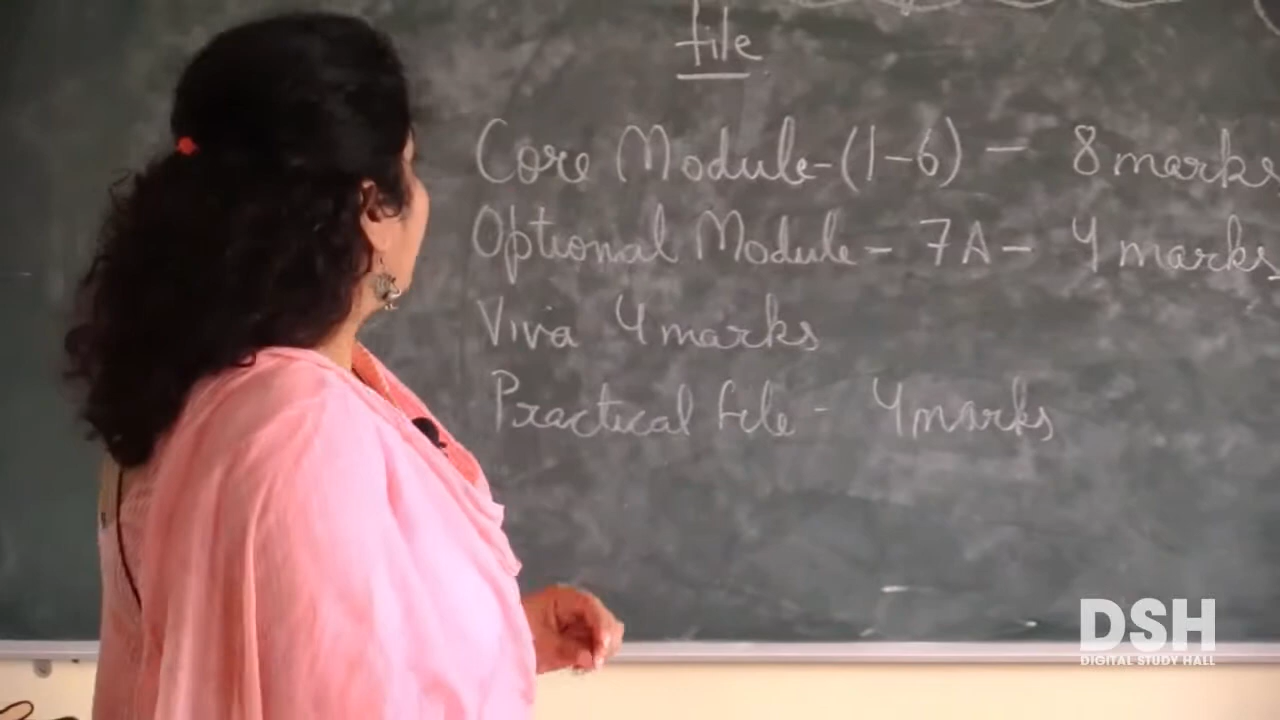 file
Core Module-(1-6) - 8 marks
Optional Module - 7A - 4 marks
Viva 4 marks
Practical file - 4 marks
DSH
DIGITAL STUDY HALL